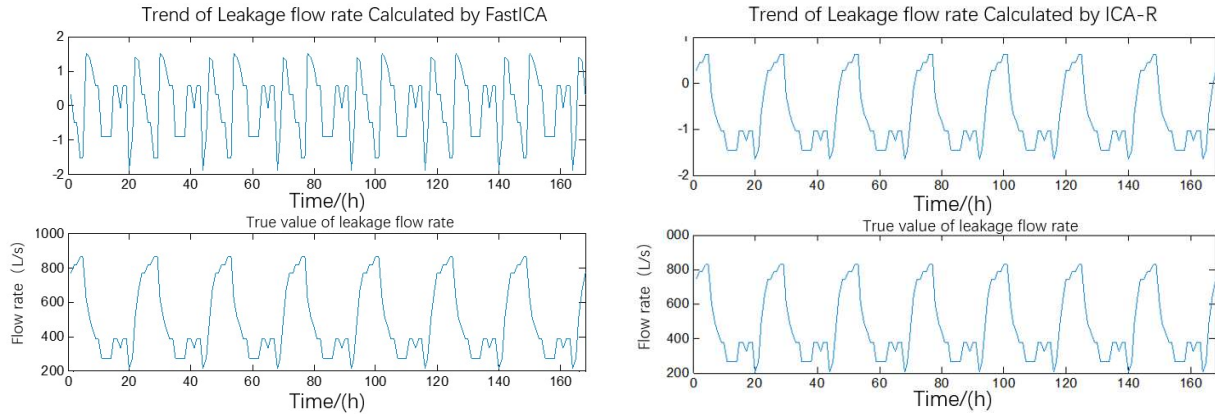 Trend of Leakage flow rate Calculated by FastICA
2
1
0
-1
-2
0 20 40 60 80 100 120 140 160
Time/(h)
True value of leakage flow rate
1000
800
600
400
200
Flow rate (L/s)
0 20 40 60 80 100 120 140 160
Time/(h)
Trend of Leakage flow rate Calculated by ICA-R
0
-1
-2
0 20 40 60 80 100 120 140 160
Time/(h)
True value of leakage flow rate
000
800
600
400
200
Flow rate (L/s)
0 20 40 60 80 100 120 140 160
Time/(h)